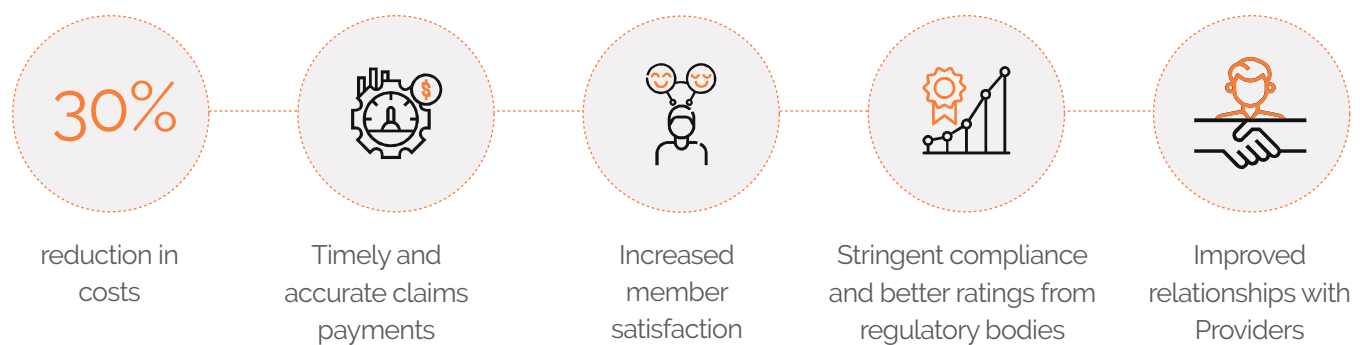 30%
reduction in
costs
Timely and
accurate claims
payments
Increased
member
satisfaction
Stringent compliance
and better ratings from
regulatory bodies
Improved
relationships with
Providers
$